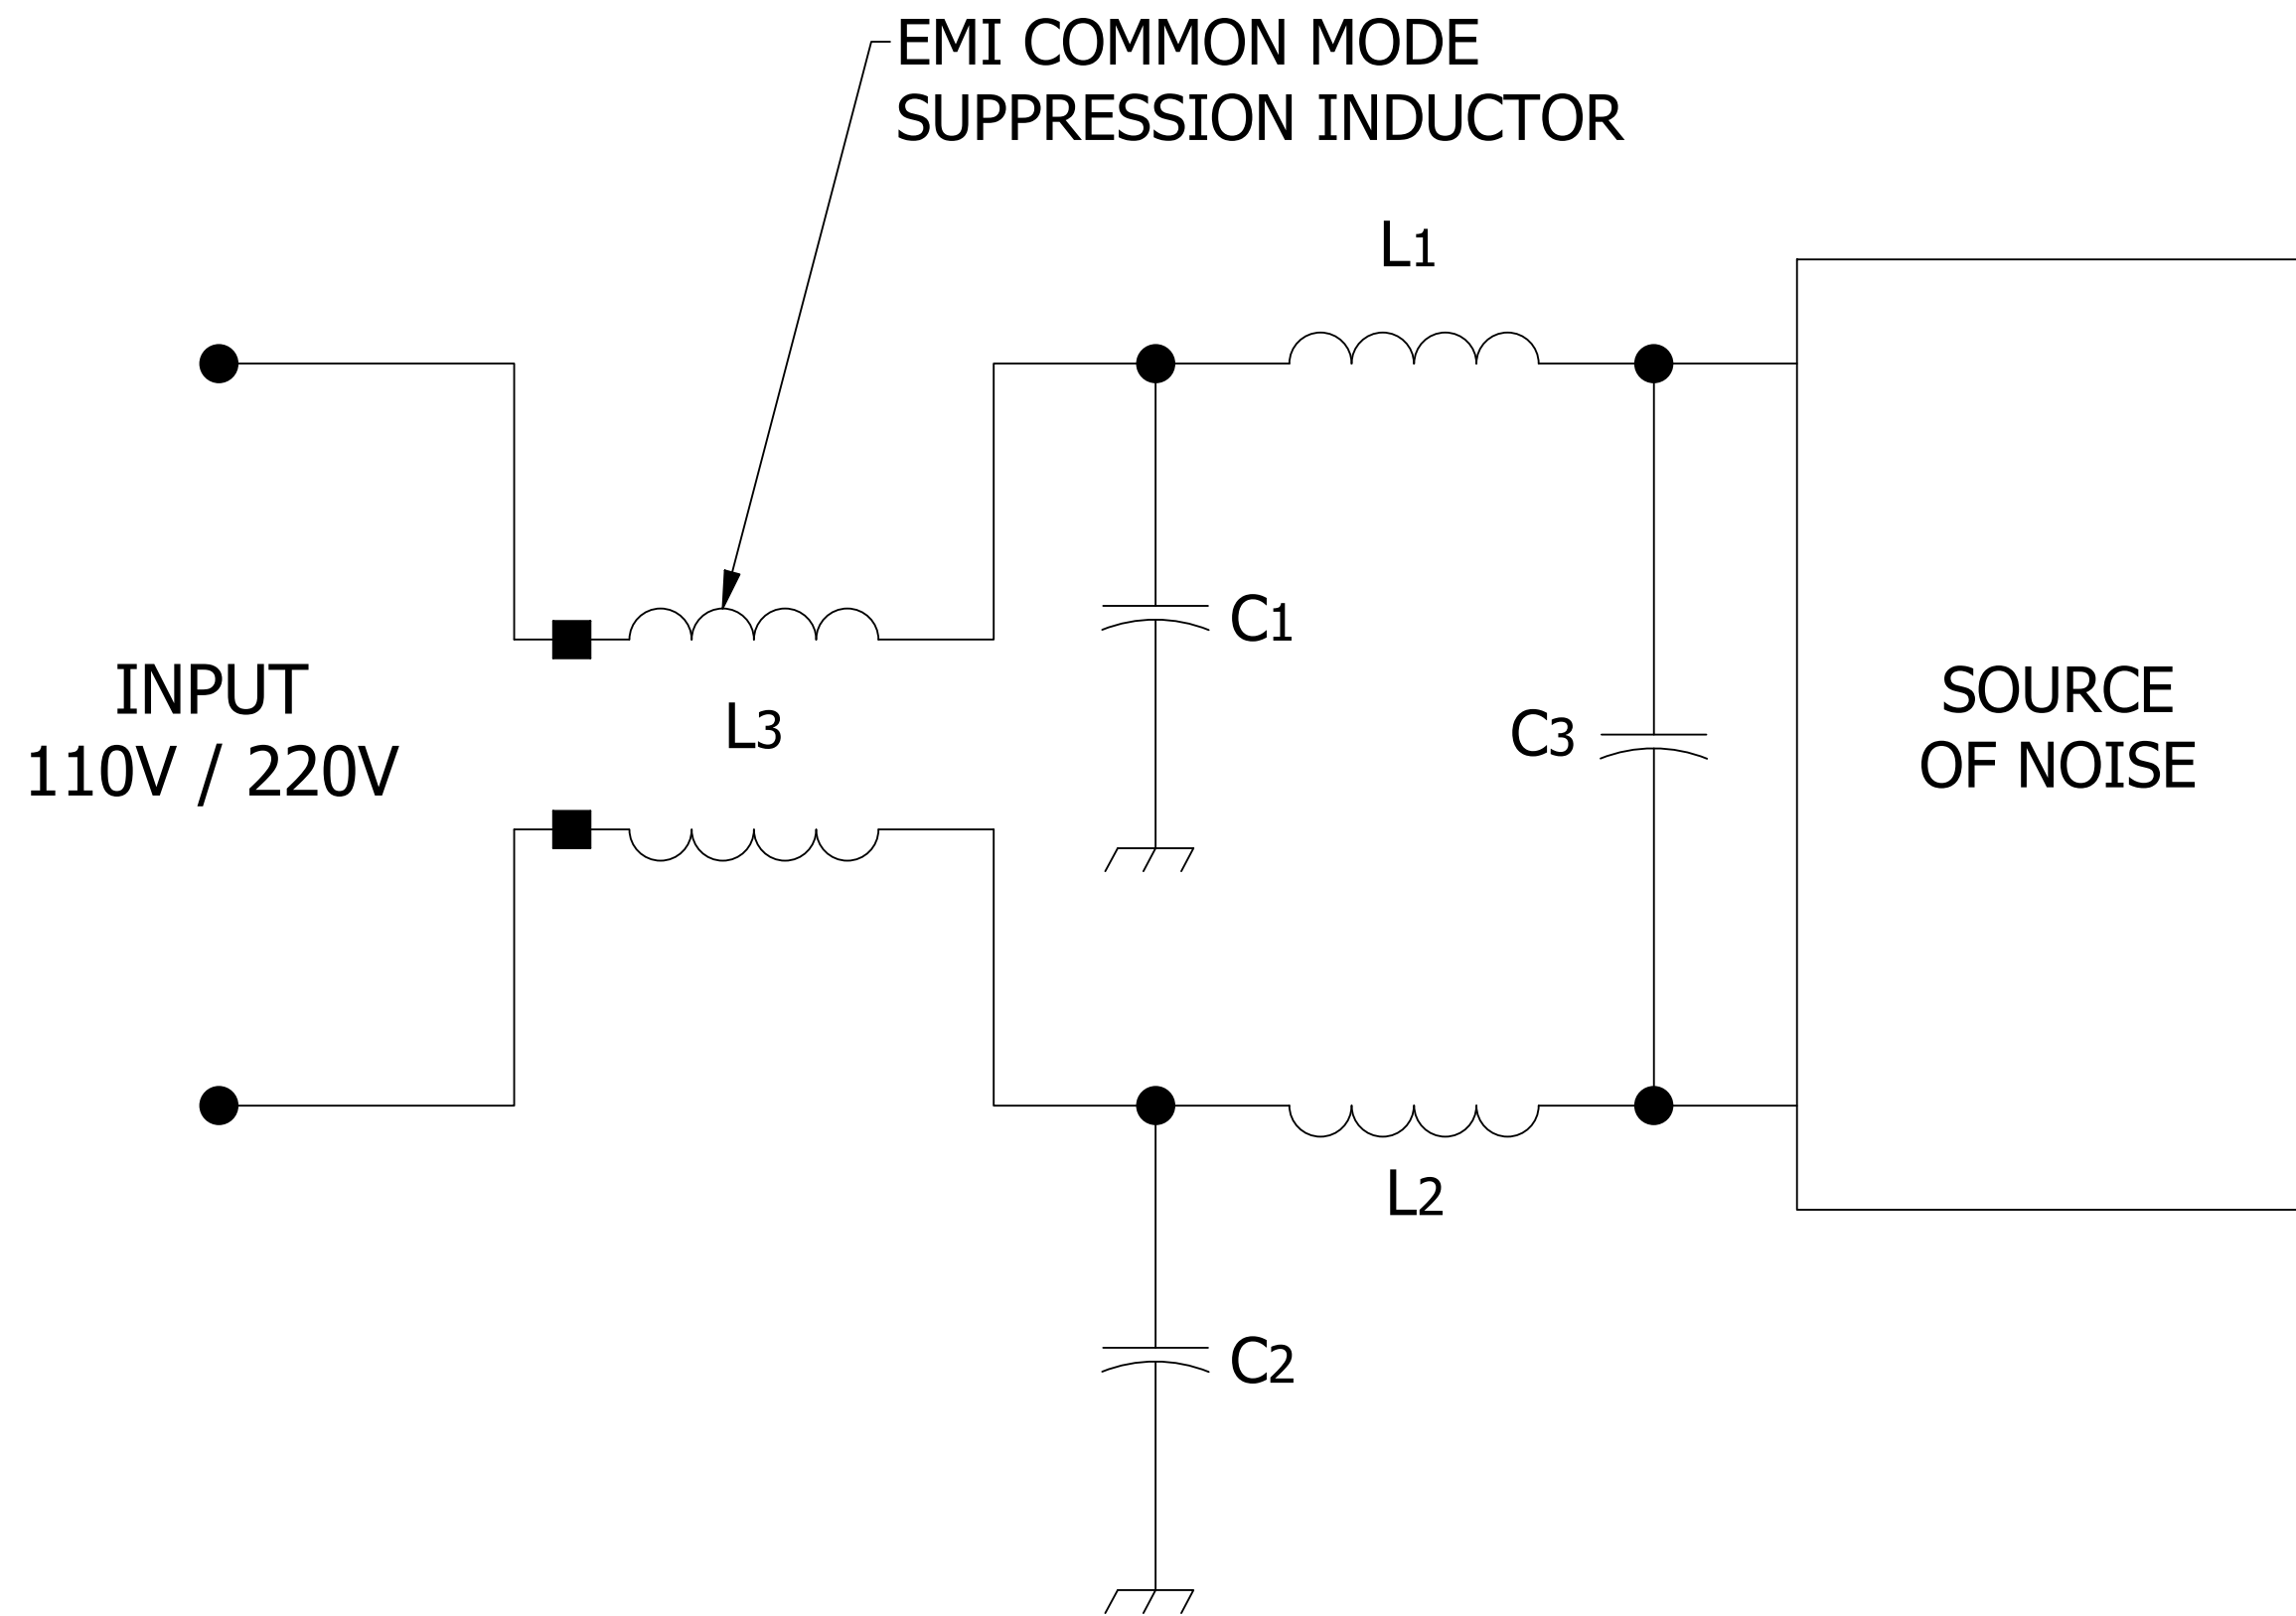 EMI COMMON MODE
SUPPRESSION INDUCTOR
L1
C1
INPUT
110V / 220V
L3
C3
SOURCE
OF NOISE
L2
C2